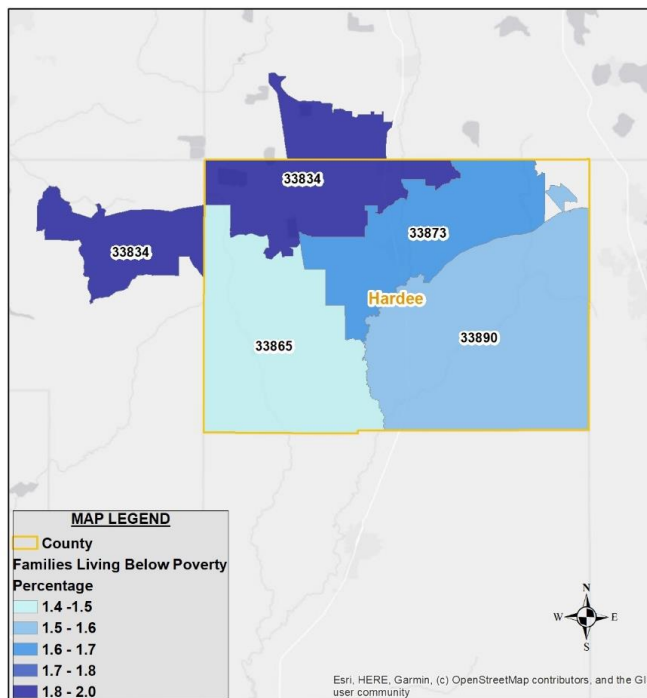 33834
33834
33873
Hardee
33865
33890
MAP LEGEND
County
Families Living Below Poverty
Percentage
1.4 -1.5
1.5 - 1.6
1.6 - 1.7
1.7 - 1.8
1.8 - 2.0
N
W E
S
Esri, HERE, Garmin, (c) OpenStreetMap contributors, and the GI
user community